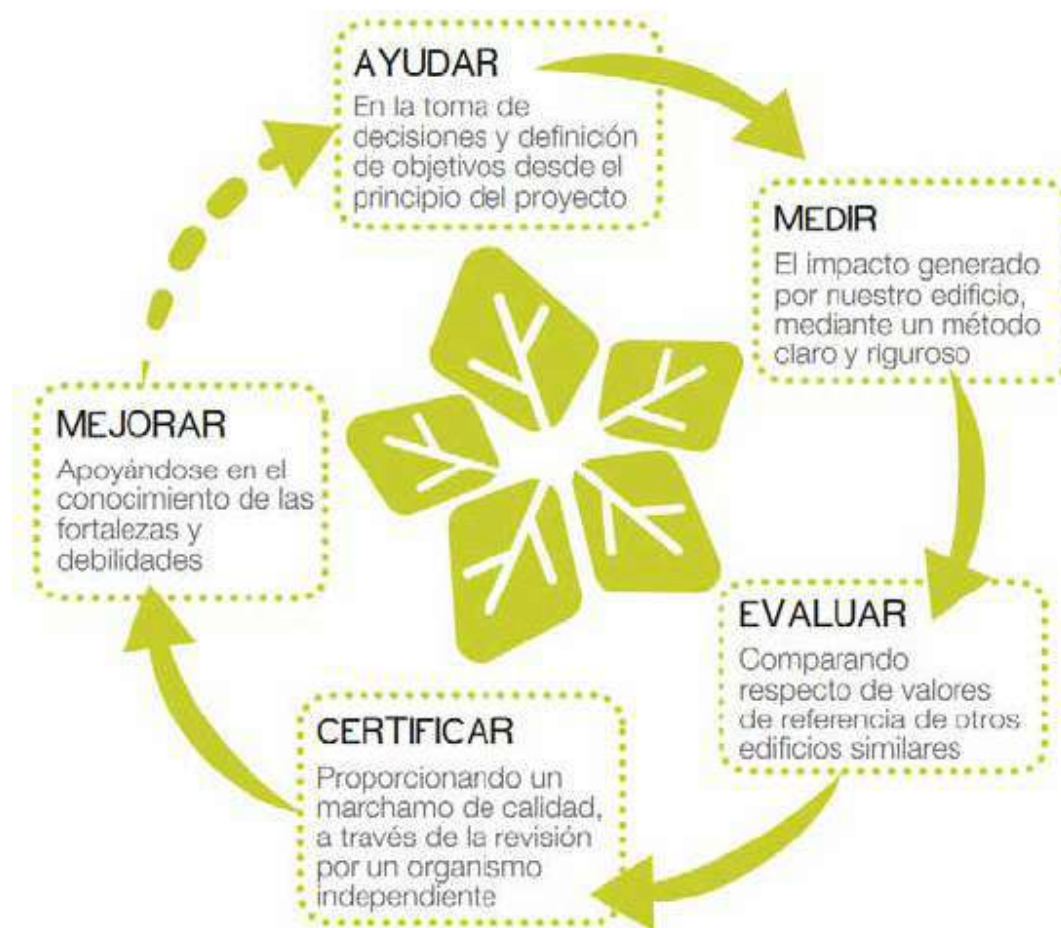 AYUDAR
En la toma de
decisiones y definición
de objetivos desde el
principio del proyecto
MEDIR
El impacto generado
por nuestro edificio,
mediante un método
claro y riguroso
EVALUAR
Comparando
respecto de valores
de referencia de otros
edificios similares
CERTIFICAR
Proporcionando un
marchamo de calidad,
a través de la revisión
por un organismo
independiente
MEJORAR
Apoyándose en el
conocimiento de las
fortalezas y
debilidades